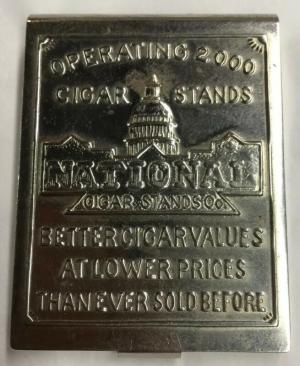 OPERATING 2000
CIGAR STANDS
NATIONAL
CIGAR·STANDS Co
BETTER CIGAR VALUES
AT LOWER PRICES
THAN EVER SOLD BEFORE